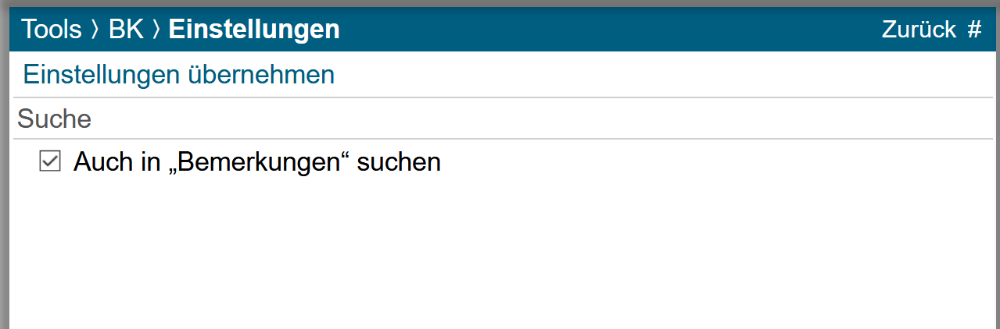 Tools 〉 BK 〉 Einstellungen Zurück #
Einstellungen übernehmen
Suche
Auch in „Bemerkungen“ suchen